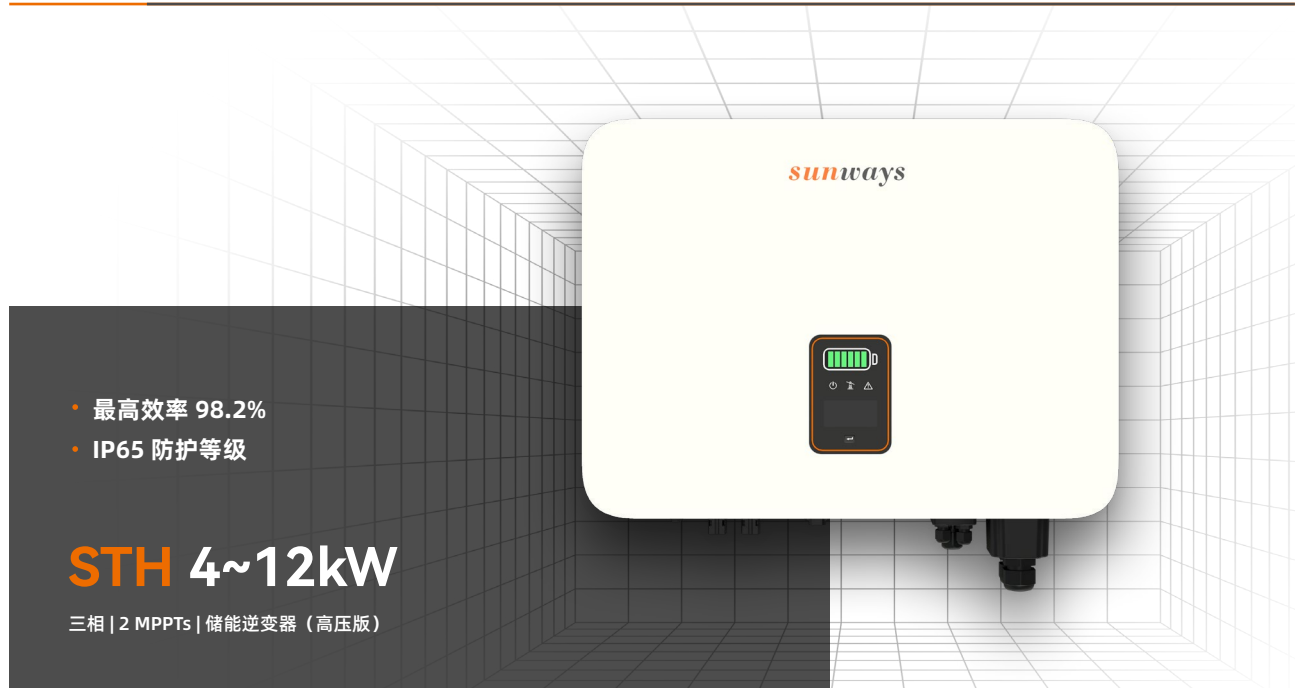 sunways
最高效率 98.2%
IP65 防护等级
STH 4~12kW
三相 | 2 MPPTs | 储能逆变器（高压版）